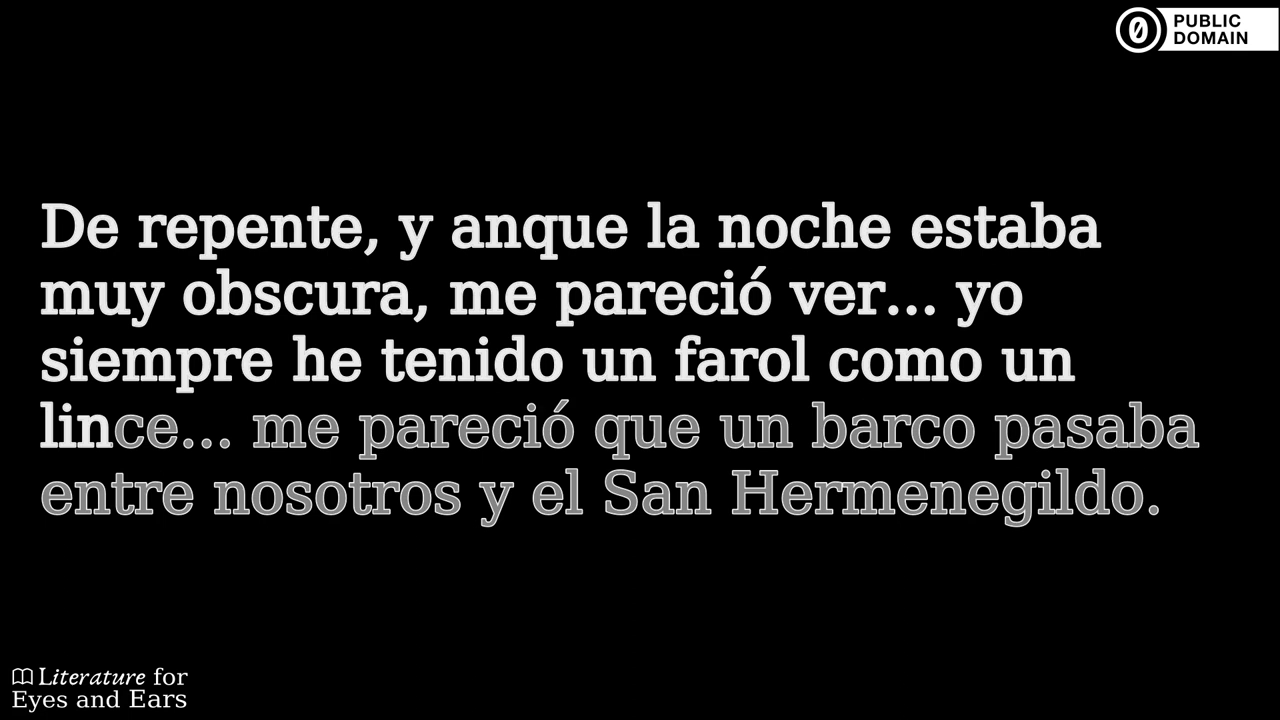 PUBLIC
DOMAIN
De repente, y anque la noche estaba
muy obscura, me pareció ver... yo
siempre he tenido un farol como un
lince... me pareció que un barco pasaba
entre nosotros y el San Hermenegildo.
Literature for
Eyes and Ears